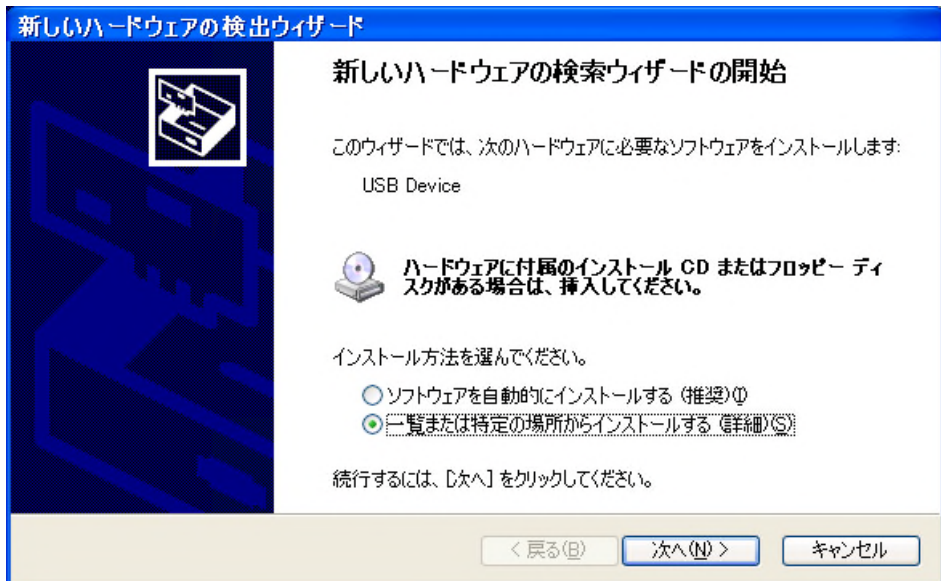 新しいハードウェアの検出ウィザード
新しいハードウェアの検索ウィザードの開始
このウィザードでは、次のハードウェアに必要なソフトウェアをインストールします:
USB Device
ハードウェアに付属のインストール CD またはフロッピー ディ
スクがある場合は、挿入してください。
インストール方法を選んでください。
ソフトウェアを自動的にインストールする (推奨)(I)
一覧または特定の場所からインストールする (詳細)(S)
続行するには、[次へ] をクリックしてください。
< 戻る(B)
次へ(N) >
キャンセル